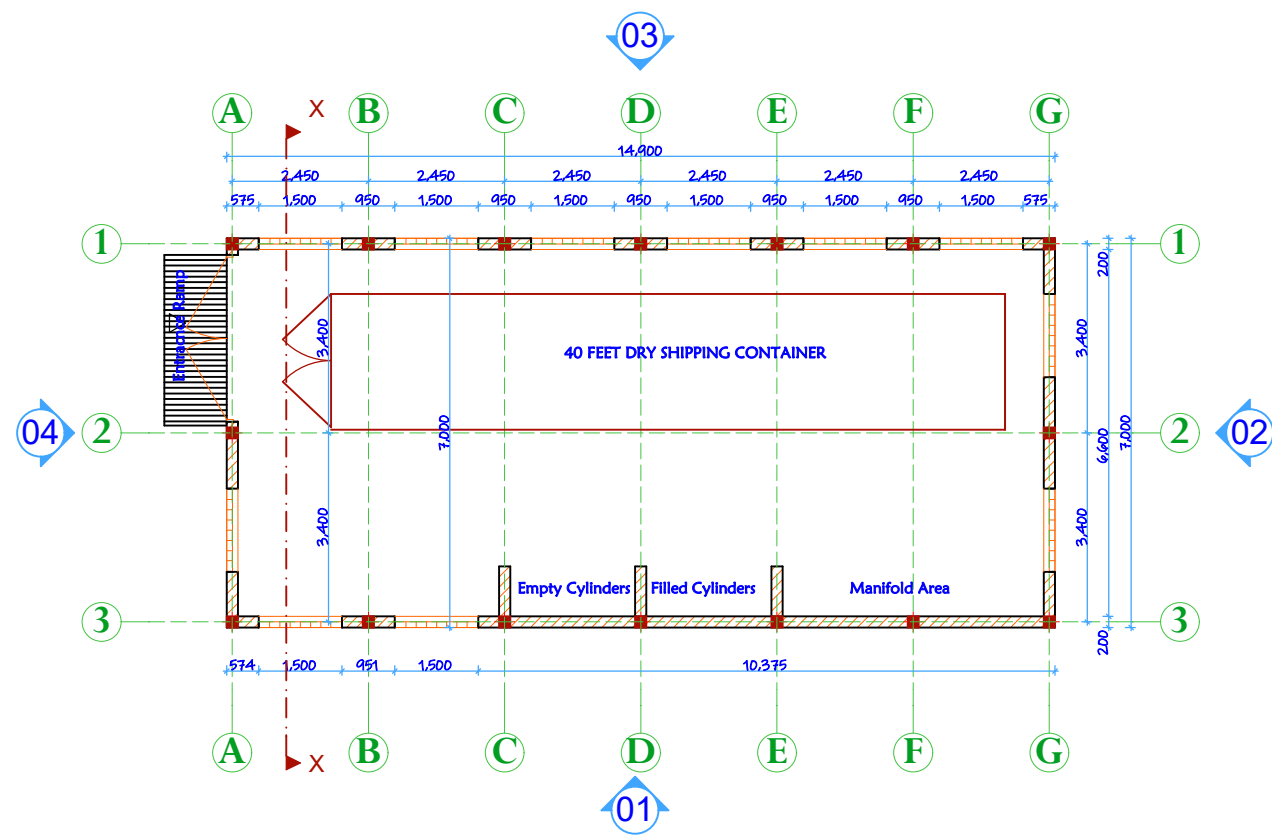 03
A B C D E F G
X
14,900
2,450 2,450 2,450 2,450 2,450 2,450
575 1,500 950 1,500 950 1,500 950 1,500 950 1,500 950 1,500 575
1 1
200
Entracnce Ramp
3,400 3,400
40 FEET DRY SHIPPING CONTAINER
04 2 7,000 6,600 7,000 2 02
3,400 3,400
Empty Cylinders Filled Cylinders Manifold Area
3 3
200
574 1,500 951 1,500 10,375
A B C D E F G
X
01